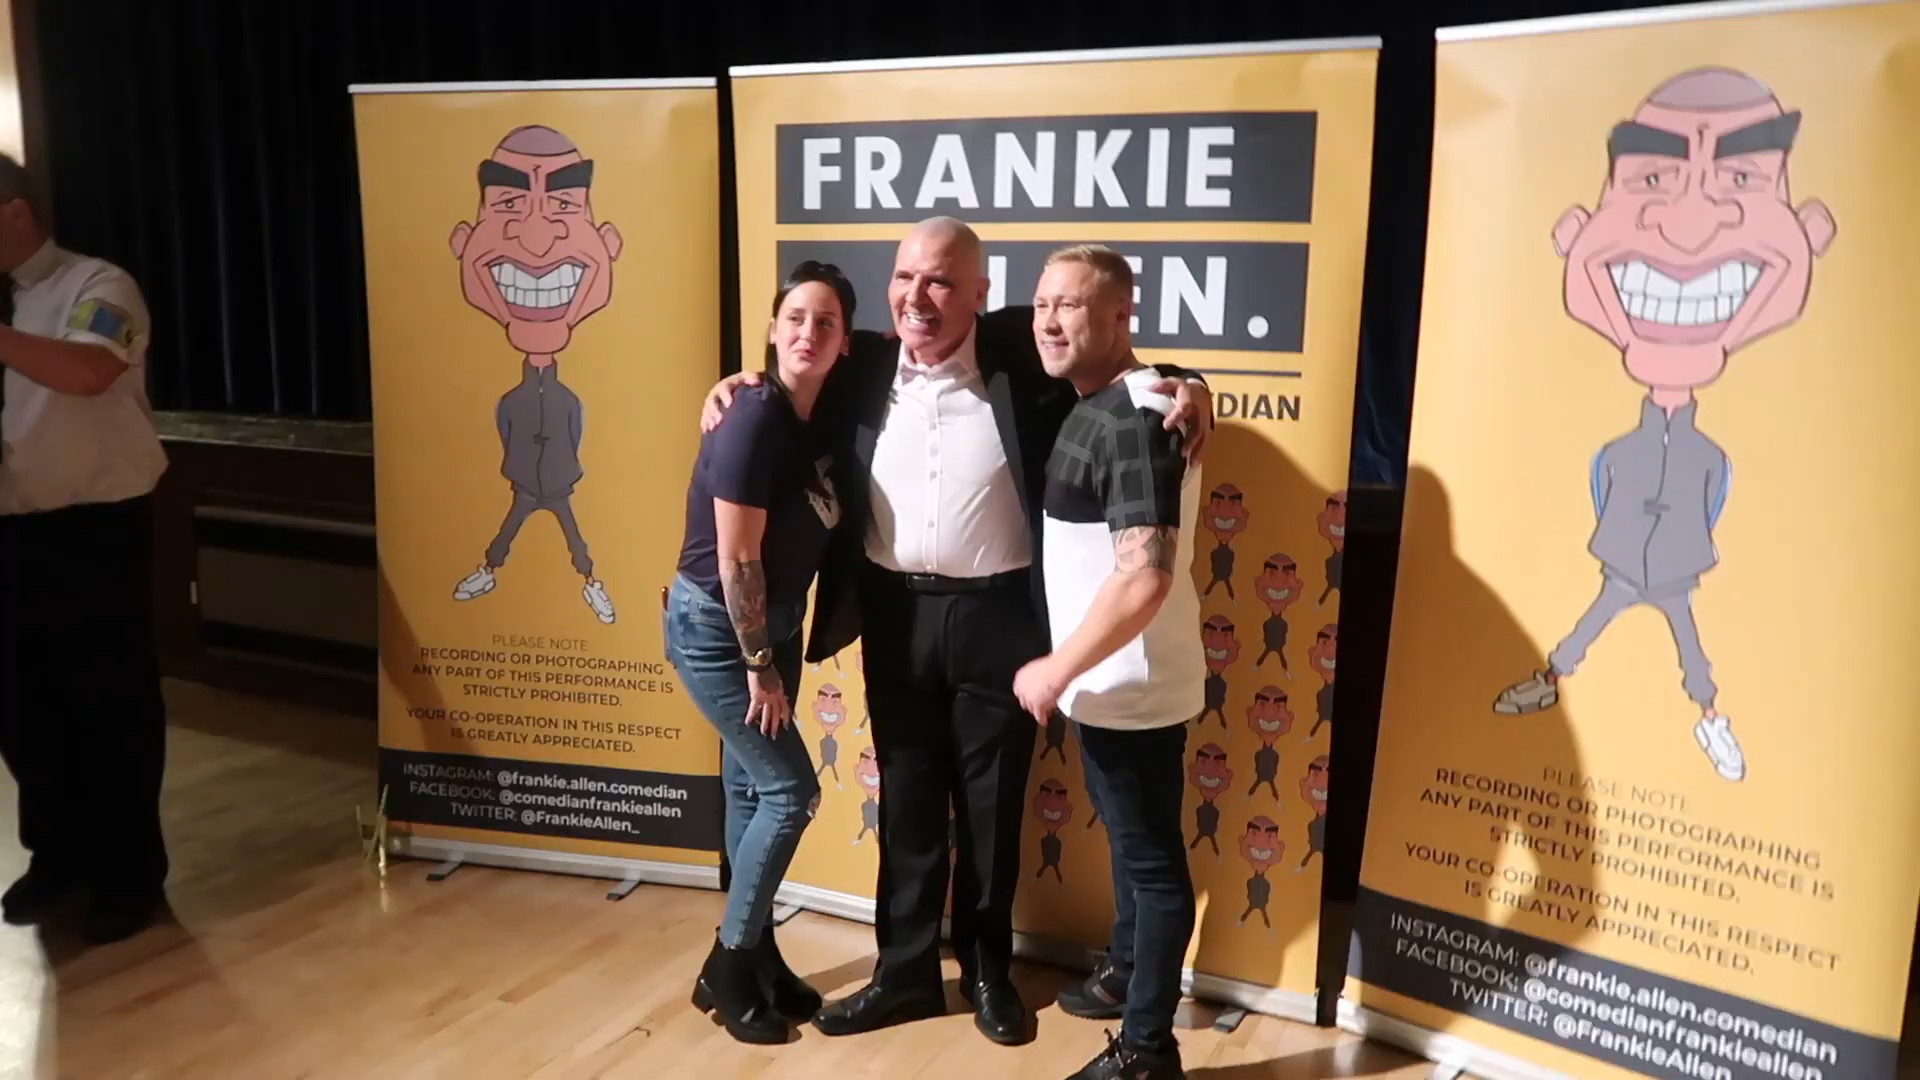 FRANKIE
EN.
EDIAN
PLEASE NOTE
RECORDING OR PHOTOGRAPHING
ANY PART OF THIS PERFORMANCE IS
STRICTLY PROHIBITED.
YOUR CO-OPERATION IN THIS RESPECT
IS GREATLY APPRECIATED.
INSTAGRAM: @frankie.allen.comedian
FACEBOOK: @comedianfrankieallen
TWITTER: @FrankieAllen_
PLEASE NOTE
RECORDING OR PHOTOGRAPHING
ANY PART OF THIS PERFORMANCE IS
STRICTLY PROHIBITED.
YOUR CO-OPERATION IN THIS RESPECT
IS GREATLY APPRECIATED.
INSTAGRAM: @frankie.allen.comedian
FACEBOOK: @comedianfrankieallen
TWITTER: @FrankieAllen_